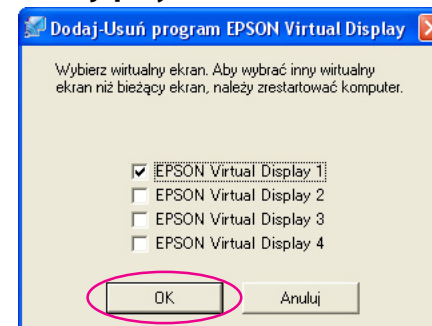 Dodaj-Usuń program EPSON Virtual Display
Wybierz wirtualny ekran. Aby wybrać inny wirtualny
ekran niż bieżący ekran, należy zrestartować komputer.
EPSON Virtual Display 1
EPSON Virtual Display 2
EPSON Virtual Display 3
EPSON Virtual Display 4
OK
Anuluj